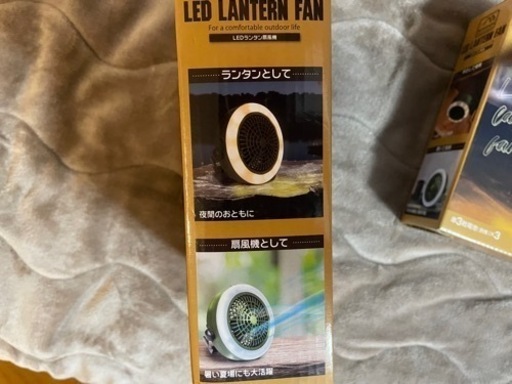 LED LANTERN FAN
For a comfortable outdoor life
LEDランタン扇風機
ランタンとして
夜間のおともに
扇風機として
暑い夏場にも大活躍
LANTERN FAN